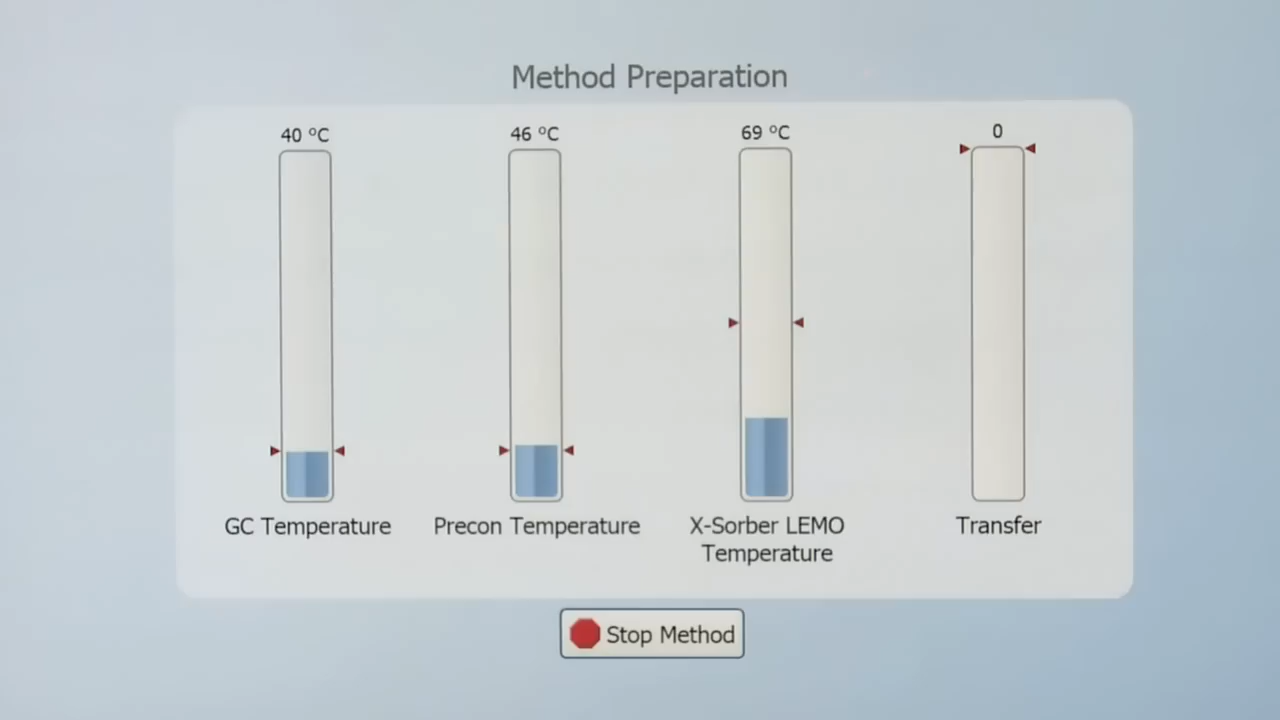 Method Preparation
40 °C
46 °C
69 °C
0
GC Temperature
Precon Temperature
X-Sorber LEMO
Temperature
Transfer
Stop Method